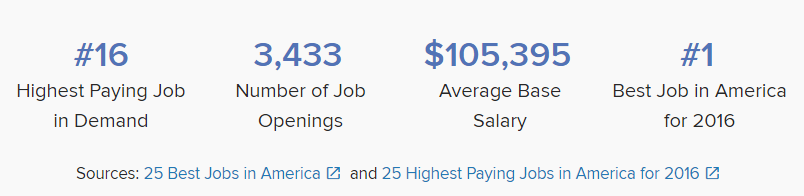 #16 3,433 $105,395 #1
Highest Paying Job Number of Job Average Base Best Job in America
in Demand Openings Salary for 2016
Sources: 25 Best Jobs in America and 25 Highest Paying Jobs in America for 2016